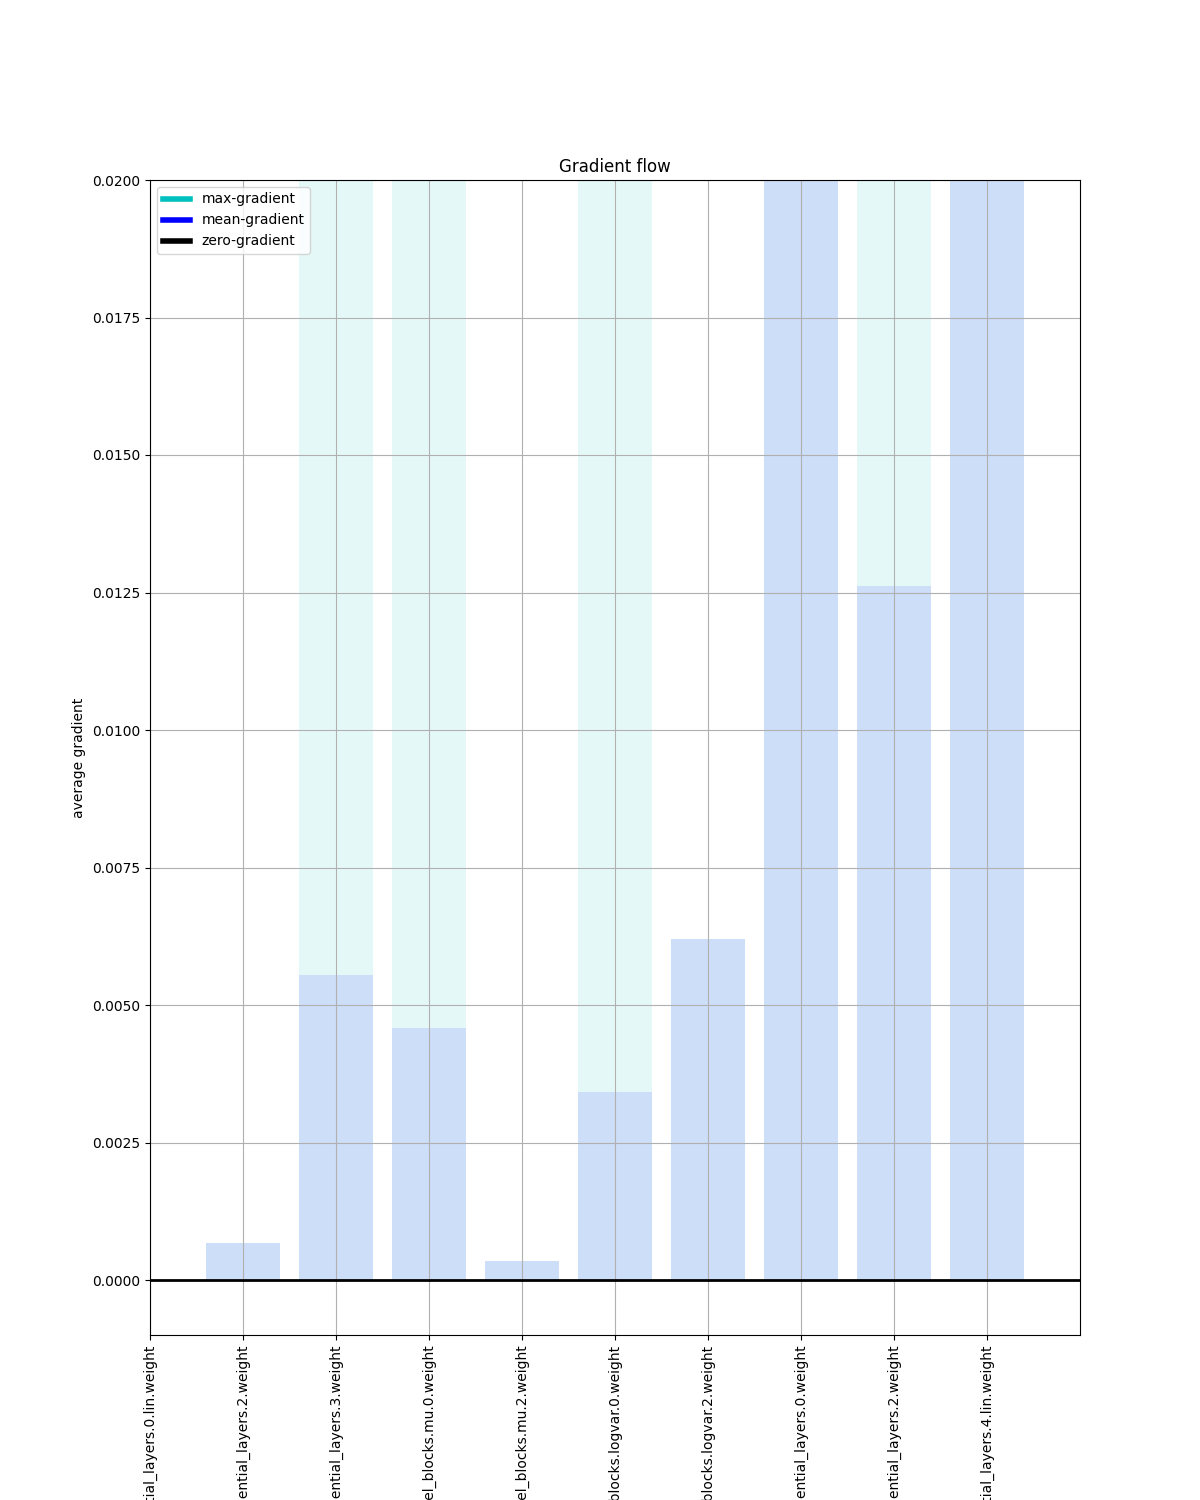 Gradient flow
max-gradient
mean-gradient
zero-gradient
0.0200
0.0175
0.0150
0.0125
0.0100
0.0075
0.0050
0.0025
0.0000
average gradient
tial_layers.0.lin.weight
ential_layers.2.weight
ential_layers.3.weight
el_blocks.mu.0.weight
el_blocks.mu.2.weight
blocks.logvar.0.weight
blocks.logvar.2.weight
ential_layers.0.weight
ential_layers.2.weight
tial_layers.4.lin.weight